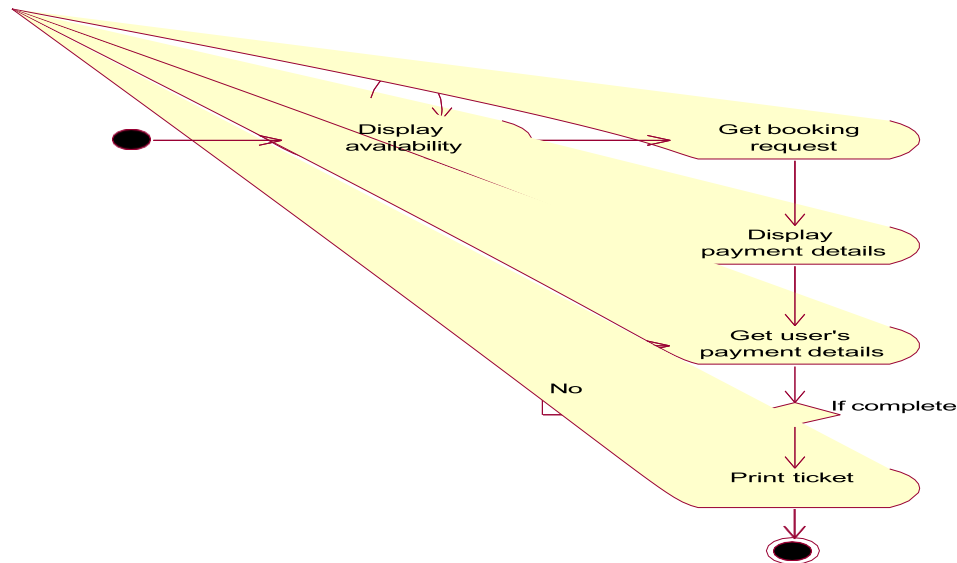 Display
availability
Get booking
request
Display
payment details
Get user's
payment details
No
If complete
Print ticket